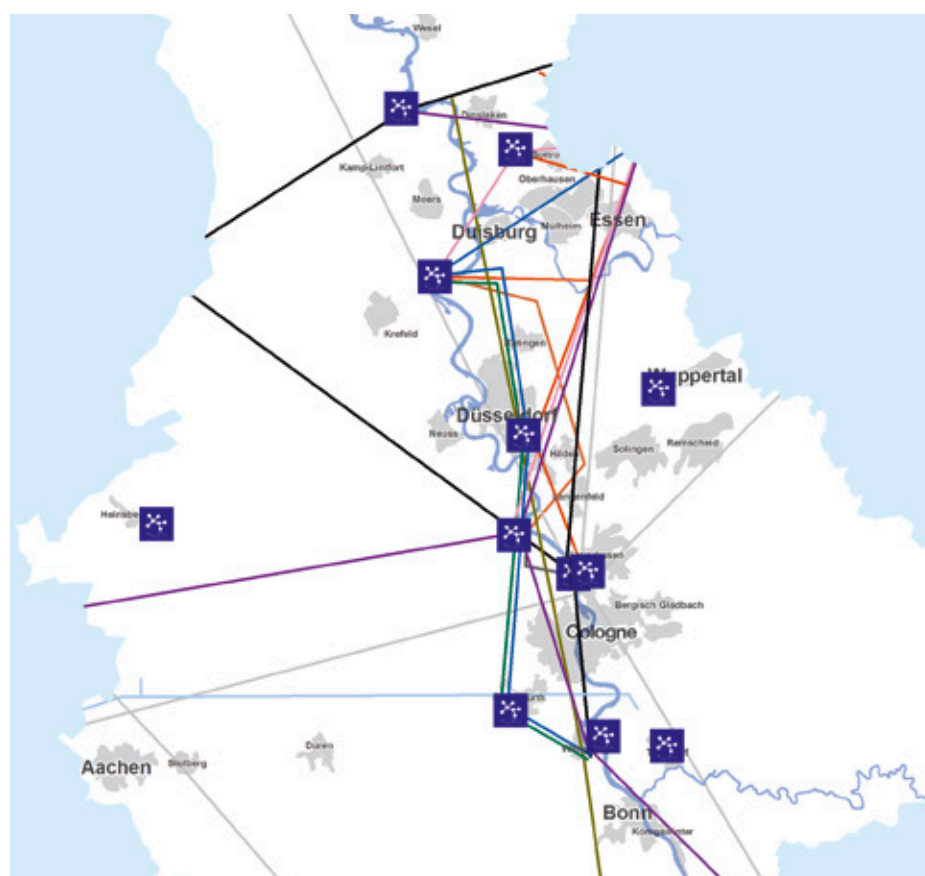 Wesel
Dinslaken
Kamp-Lintfort
Oberhausen
Moers
Essen
Duisburg
Mulheim
Krefeld
Wuppertal
Düsseldorf
Neuss
Solingen
Remscheid
Bergisch Gladbach
Cologne
Düren
Aachen
Stolberg
Bonn
Königswinter